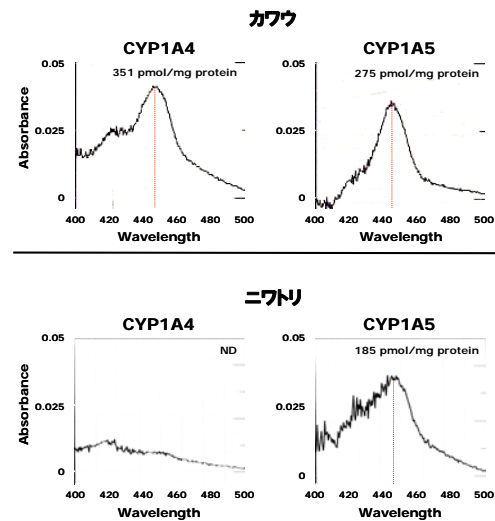 カワウ
CYP1A4
351 pmol/mg protein
0.05
0.025
0
Absorbance
400 420 440 460 480 500
Wavelength
CYP1A5
275 pmol/mg protein
0.05
0.025
0
400 420 440 460 480 500
Wavelength
ニワトリ
CYP1A4
ND
0.05
0.025
0
Absorbance
400 420 440 460 480 500
Wavelength
CYP1A5
185 pmol/mg protein
0.05
0.025
0
400 420 440 460 480 500
Wavelength